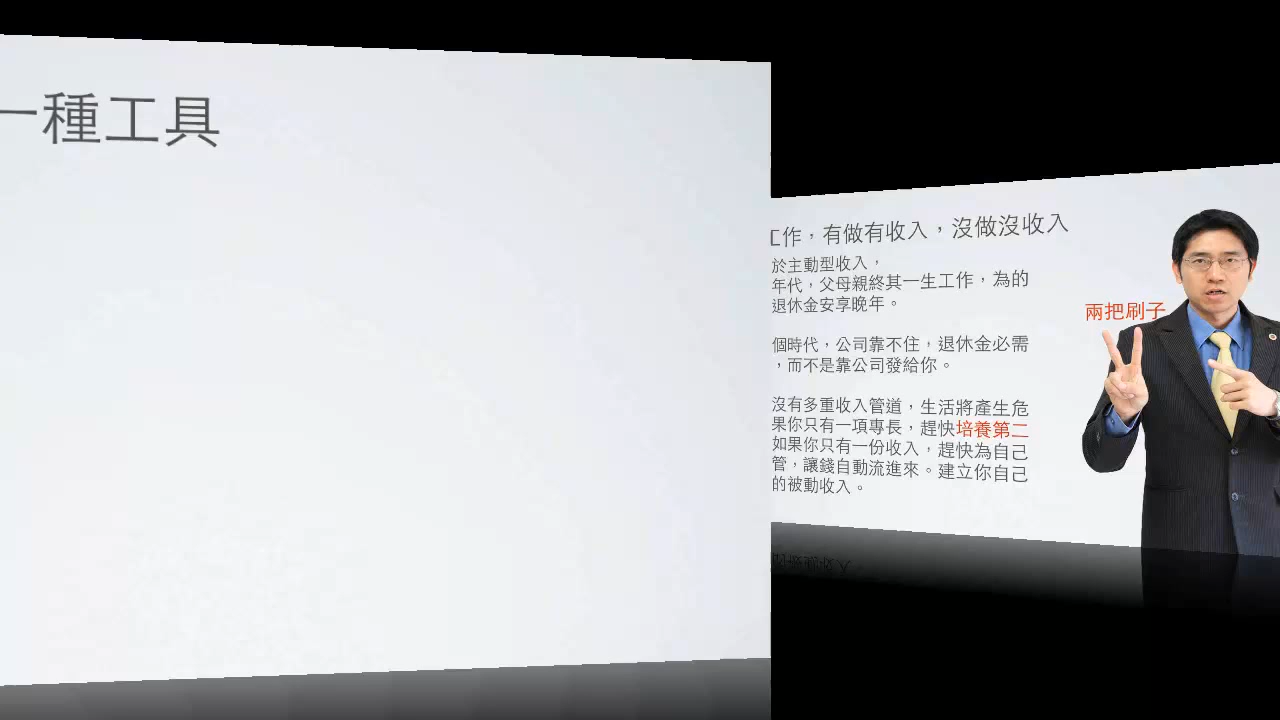 一種工具
工作，有做有收入，沒做沒收入
於主動型收入，
年代，父母親終其一生工作，為的
退休金安享晚年。
個時代，公司靠不住，退休金必需
，而不是靠公司發給你。
沒有多重收入管道，生活將產生危
果你只有一項專長，趕快培養第二
如果你只有一份收入，趕快為自己
管，讓錢自動流進來。建立你自己
的被動收入。
兩把刷子